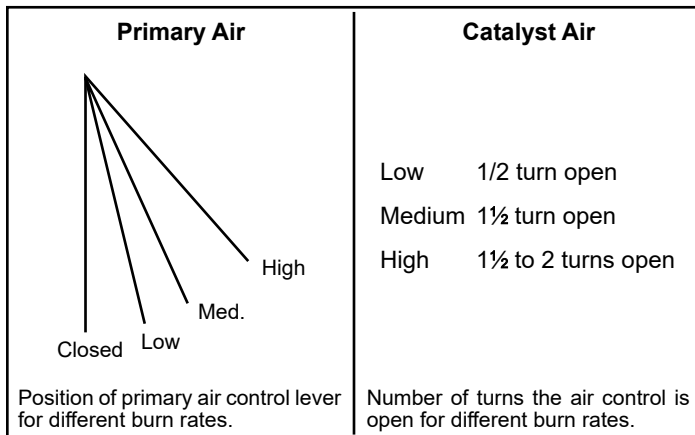 Primary Air
High
Med.
Low
Closed
Position of primary air control lever
for different burn rates.
Catalyst Air
Low 1/2 turn open
Medium 1½ turn open
High 1½ to 2 turns open
Number of turns the air control is
open for different burn rates.